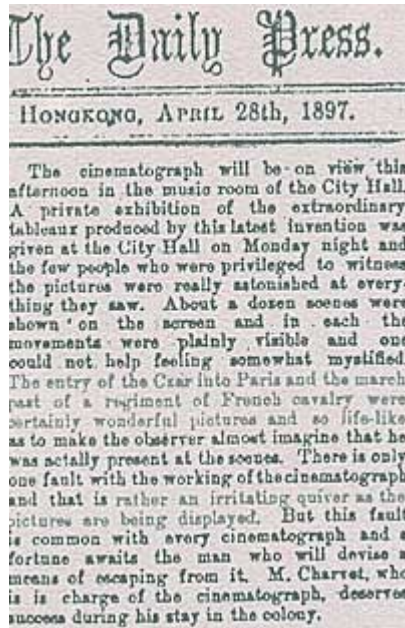 The Daily Press.
HONGKONG, APRIL 28th, 1897.
The cinematograph will be on view this
afternoon in the music room of the City Hall.
A private exhibition of the extraordinary
tableaux produced by this latest invention was
given at the City Hall on Monday night and
the few people who were privileged to witness
the pictures were really astonished at every-
thing they saw. About a dozen scenes were
shown on the screen and in each the
movements were plainly visible and one
could not help feeling somewhat mystified.
The entry of the Czar into Paris and the march
past of a regiment of French cavalry were
certainly wonderful pictures and so life-like
as to make the observer almost imagine that he
was actally present at the scenes. There is only
one fault with the working of the cinematograph
and that is rather an irritating quiver as the
pictures are being displayed. But this fault
is common with every cinematograph and a
fortune awaits the man who will devise a
means of escaping from it. M. Charvet, who
is is charge of the cinematograph, deserves
success during his stay in the colony.